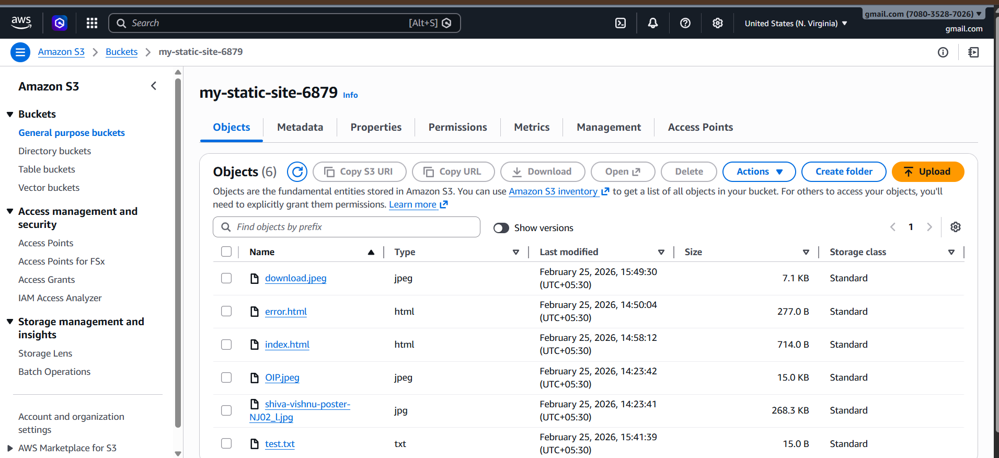 aws
Search [Alt+S]
United States (N. Virginia)
gmail.com (7080-3528-7026)
gmail.com
Amazon S3
Buckets
my-static-site-6879
Amazon S3
Buckets
General purpose buckets
Directory buckets
Table buckets
Vector buckets
Access management and
security
Access Points
Access Points for FSx
Access Grants
IAM Access Analyzer
Storage management and
insights
Storage Lens
Batch Operations
Account and organization
settings
AWS Marketplace for S3
my-static-site-6879 Info
Objects Metadata Properties Permissions Metrics Management Access Points
Objects (6) Copy S3 URI Copy URL Download Open Delete Actions Create folder Upload
Objects are the fundamental entities stored in Amazon S3. You can use Amazon S3 inventory to get a list of all objects in your bucket. For others to access your objects, you'll
need to explicitly grant them permissions. Learn more
Find objects by prefix Show versions 1
Name Type Last modified Size Storage class
download.jpeg jpeg February 25, 2026, 15:49:30 7.1 KB Standard
(UTC+05:30)
error.html html February 25, 2026, 14:50:04 277.0 B Standard
(UTC+05:30)
index.html html February 25, 2026, 14:58:12 714.0 B Standard
(UTC+05:30)
OIP.jpeg jpeg February 25, 2026, 14:23:42 15.0 KB Standard
(UTC+05:30)
shiva-vishnu-poster- jpg February 25, 2026, 14:23:41 268.3 KB Standard
NJ02_l.jpg (UTC+05:30)
test.txt txt February 25, 2026, 15:41:39 15.0 B Standard
(UTC+05:30)